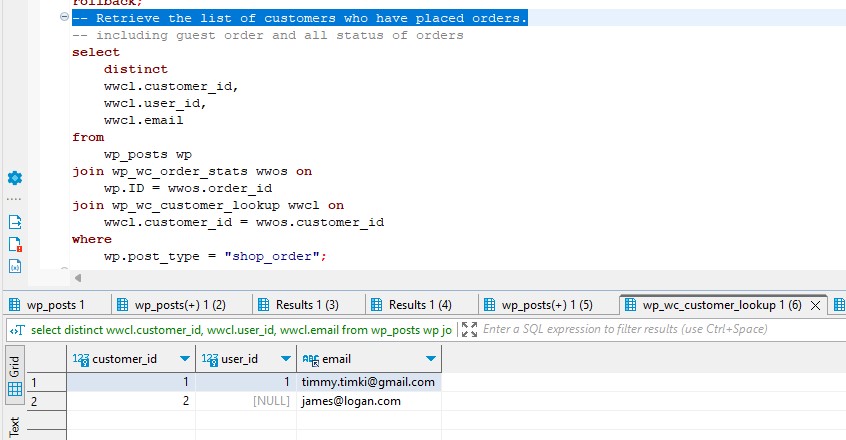 rollback;
-- Retrieve the list of customers who have placed orders.
-- including guest order and all status of orders
select
distinct
wwcl.customer_id,
wwcl.user_id,
wwcl.email
from
wp_posts wp
join wp_wc_order_stats wwos on
wp.ID = wwos.order_id
join wp_wc_customer_lookup wwcl on
wwcl.customer_id = wwos.customer_id
where
wp.post_type = "shop_order";
wp_posts 1 wp_posts(+) 1 (2) Results 1 (3) Results 1 (4) wp_posts(+) 1 (5) wp_wc_customer_lookup 1 (6)
select distinct wwcl.customer_id, wwcl.user_id, wwcl.email from wp_posts wp jo Enter a SQL expression to filter results (use Ctrl+Space)
Grid
Text
123 customer_id 123 user_id ABC email
1 1 1 timmy.timki@gmail.com
2 2 [NULL] james@logan.com